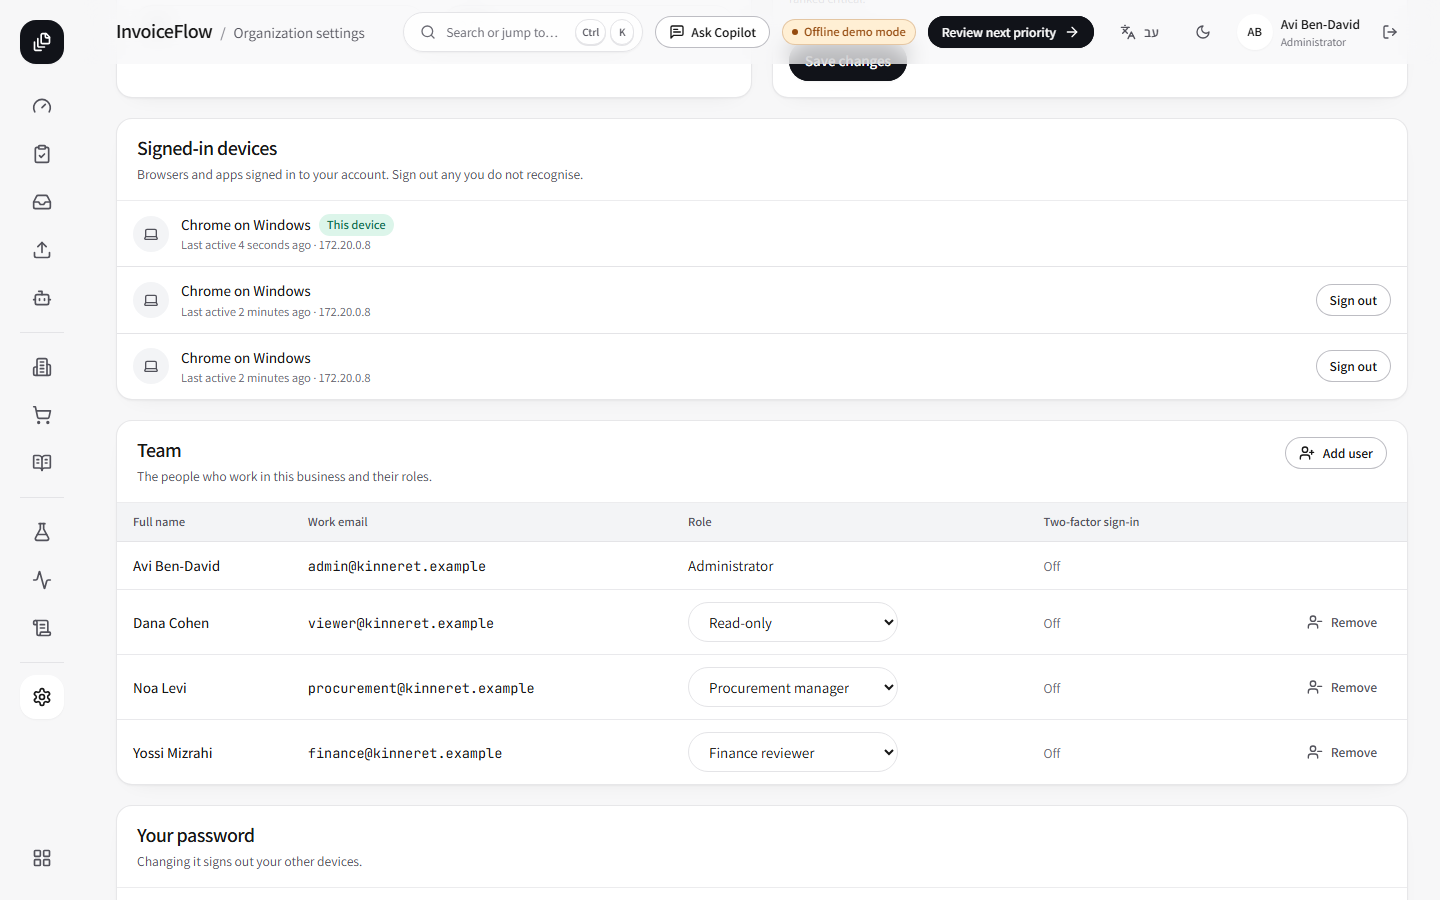 InvoiceFlow / Organization settings
Search or jump to... Ctrl K
Ask Copilot
Offline demo mode
Review next priority
עב
AB
Avi Ben-David
Administrator
Save changes
Signed-in devices
Browsers and apps signed in to your account. Sign out any you do not recognise.
Chrome on Windows This device
Last active 4 seconds ago · 172.20.0.8
Chrome on Windows
Last active 2 minutes ago · 172.20.0.8
Sign out
Chrome on Windows
Last active 2 minutes ago · 172.20.0.8
Sign out
Team
The people who work in this business and their roles.
Add user
Full name Work email Role Two-factor sign-in
Avi Ben-David admin@kinneret.example Administrator Off
Dana Cohen viewer@kinneret.example Read-only Off Remove
Noa Levi procurement@kinneret.example Procurement manager Off Remove
Yossi Mizrahi finance@kinneret.example Finance reviewer Off Remove
Your password
Changing it signs out your other devices.